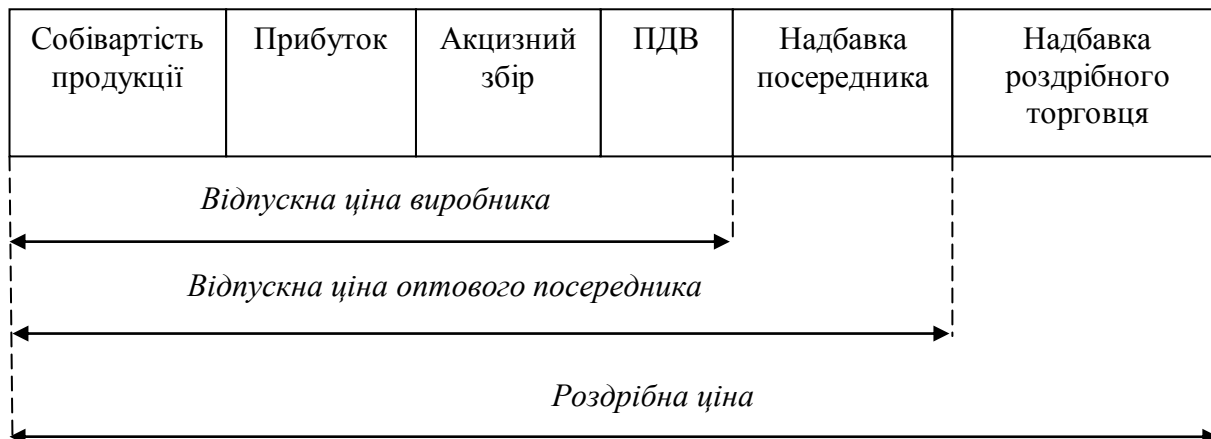 Собівартість
продукції
Прибуток
Акцизний
збір
ПДВ
Надбавка
посередника
Надбавка
роздрібного
торговця
Відпускна ціна виробника
Відпускна ціна оптового посередника
Роздрібна ціна